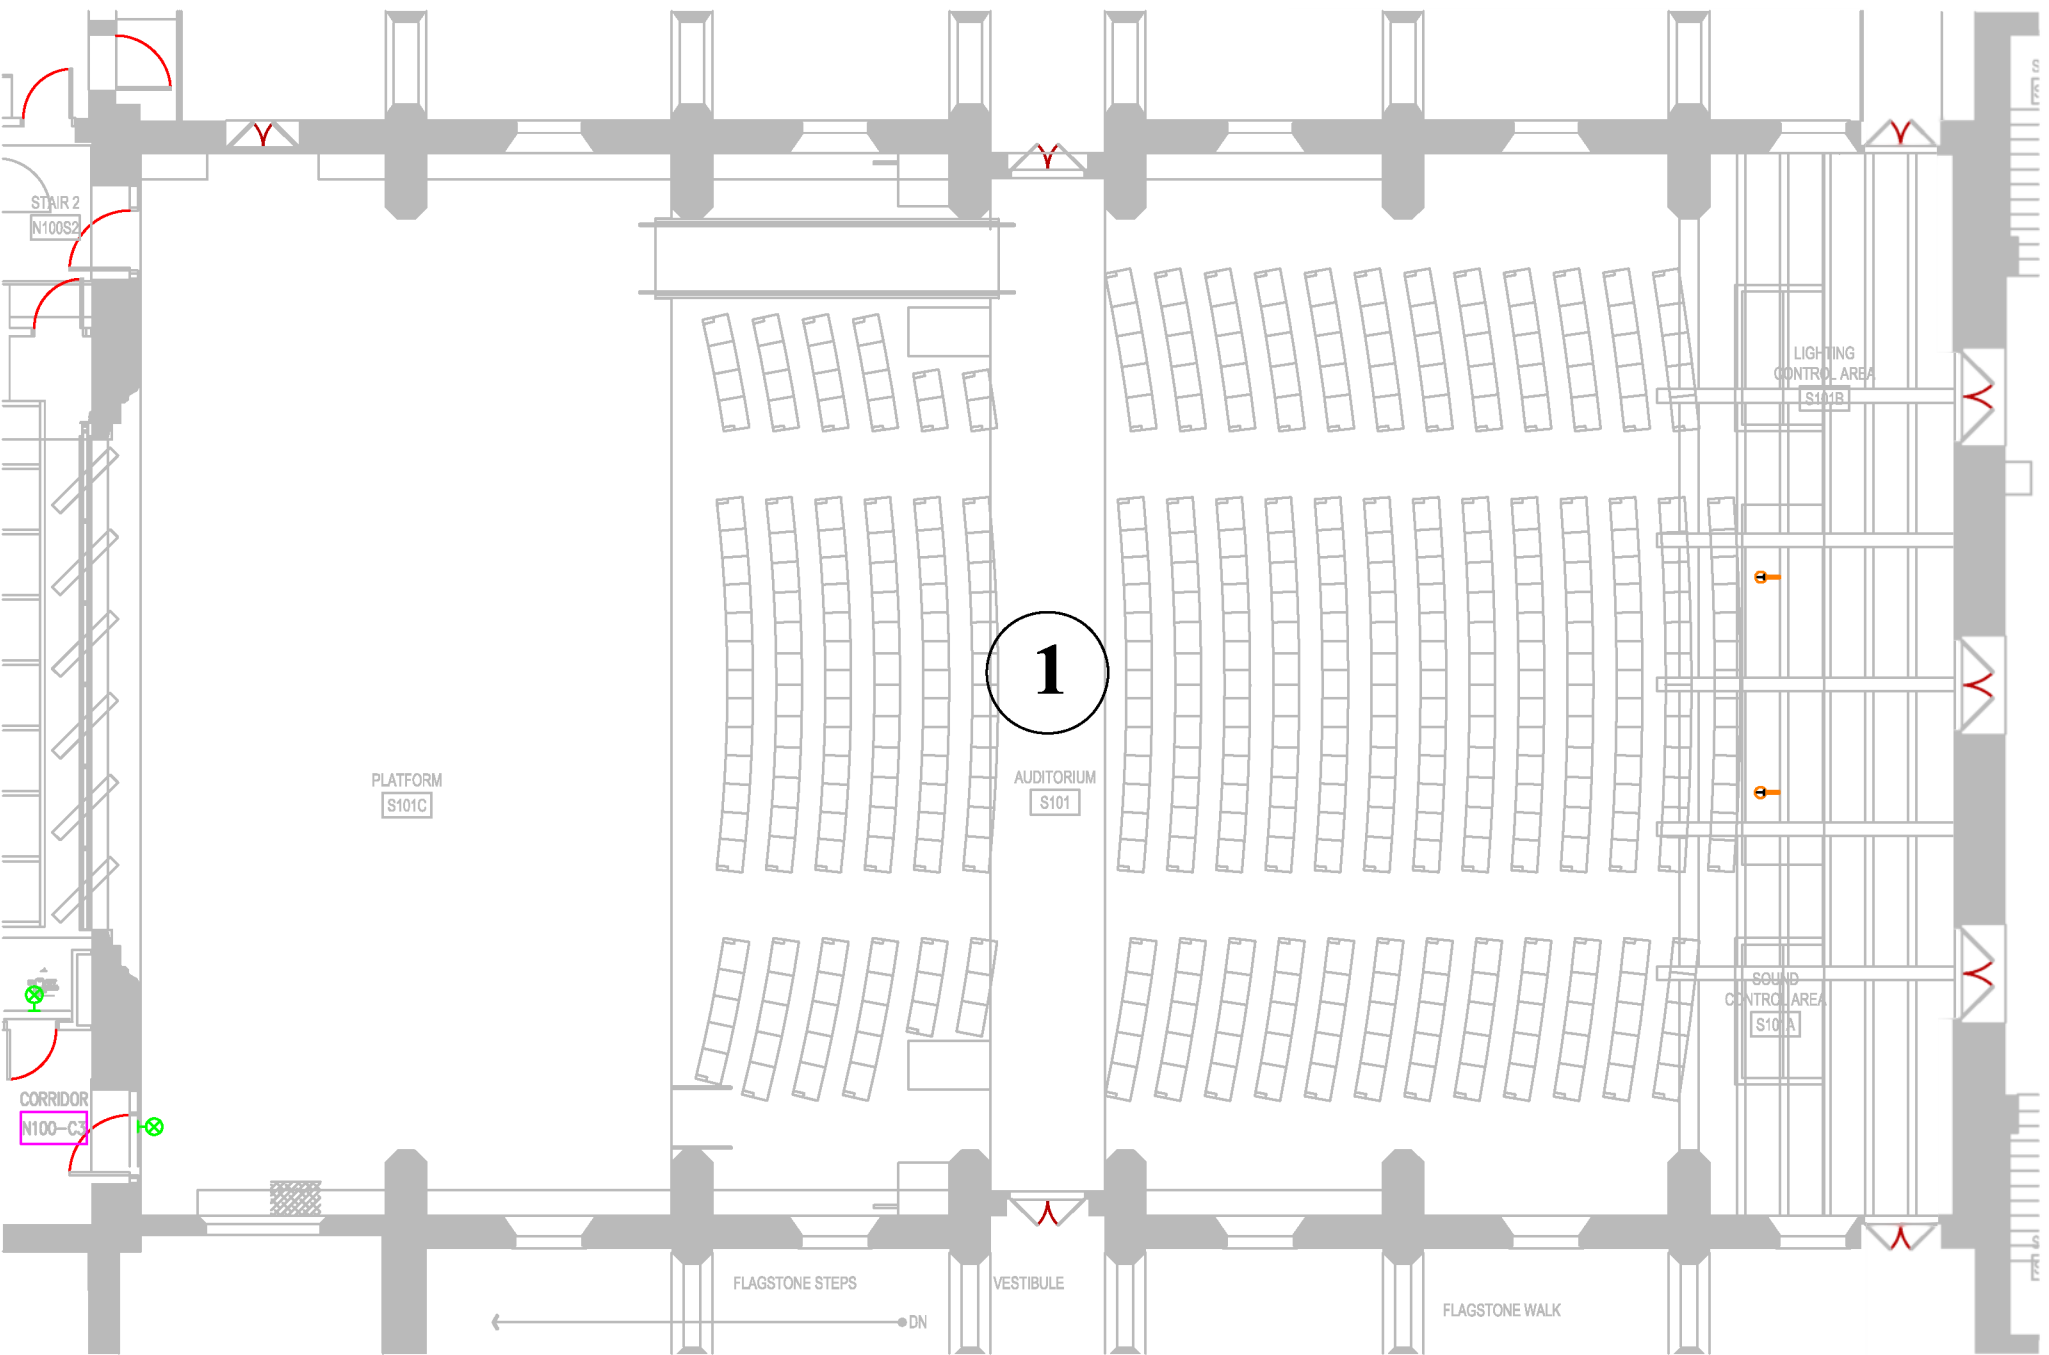 STAIR 2
N100S2
LIGHTING
CONTROL AREA
S101B
1
PLATFORM
S101C
AUDITORIUM
S101
SOUND
CONTROL AREA
S101A
CORRIDOR
N100-C3
FLAGSTONE STEPS
VESTIBULE
DN
FLAGSTONE WALK